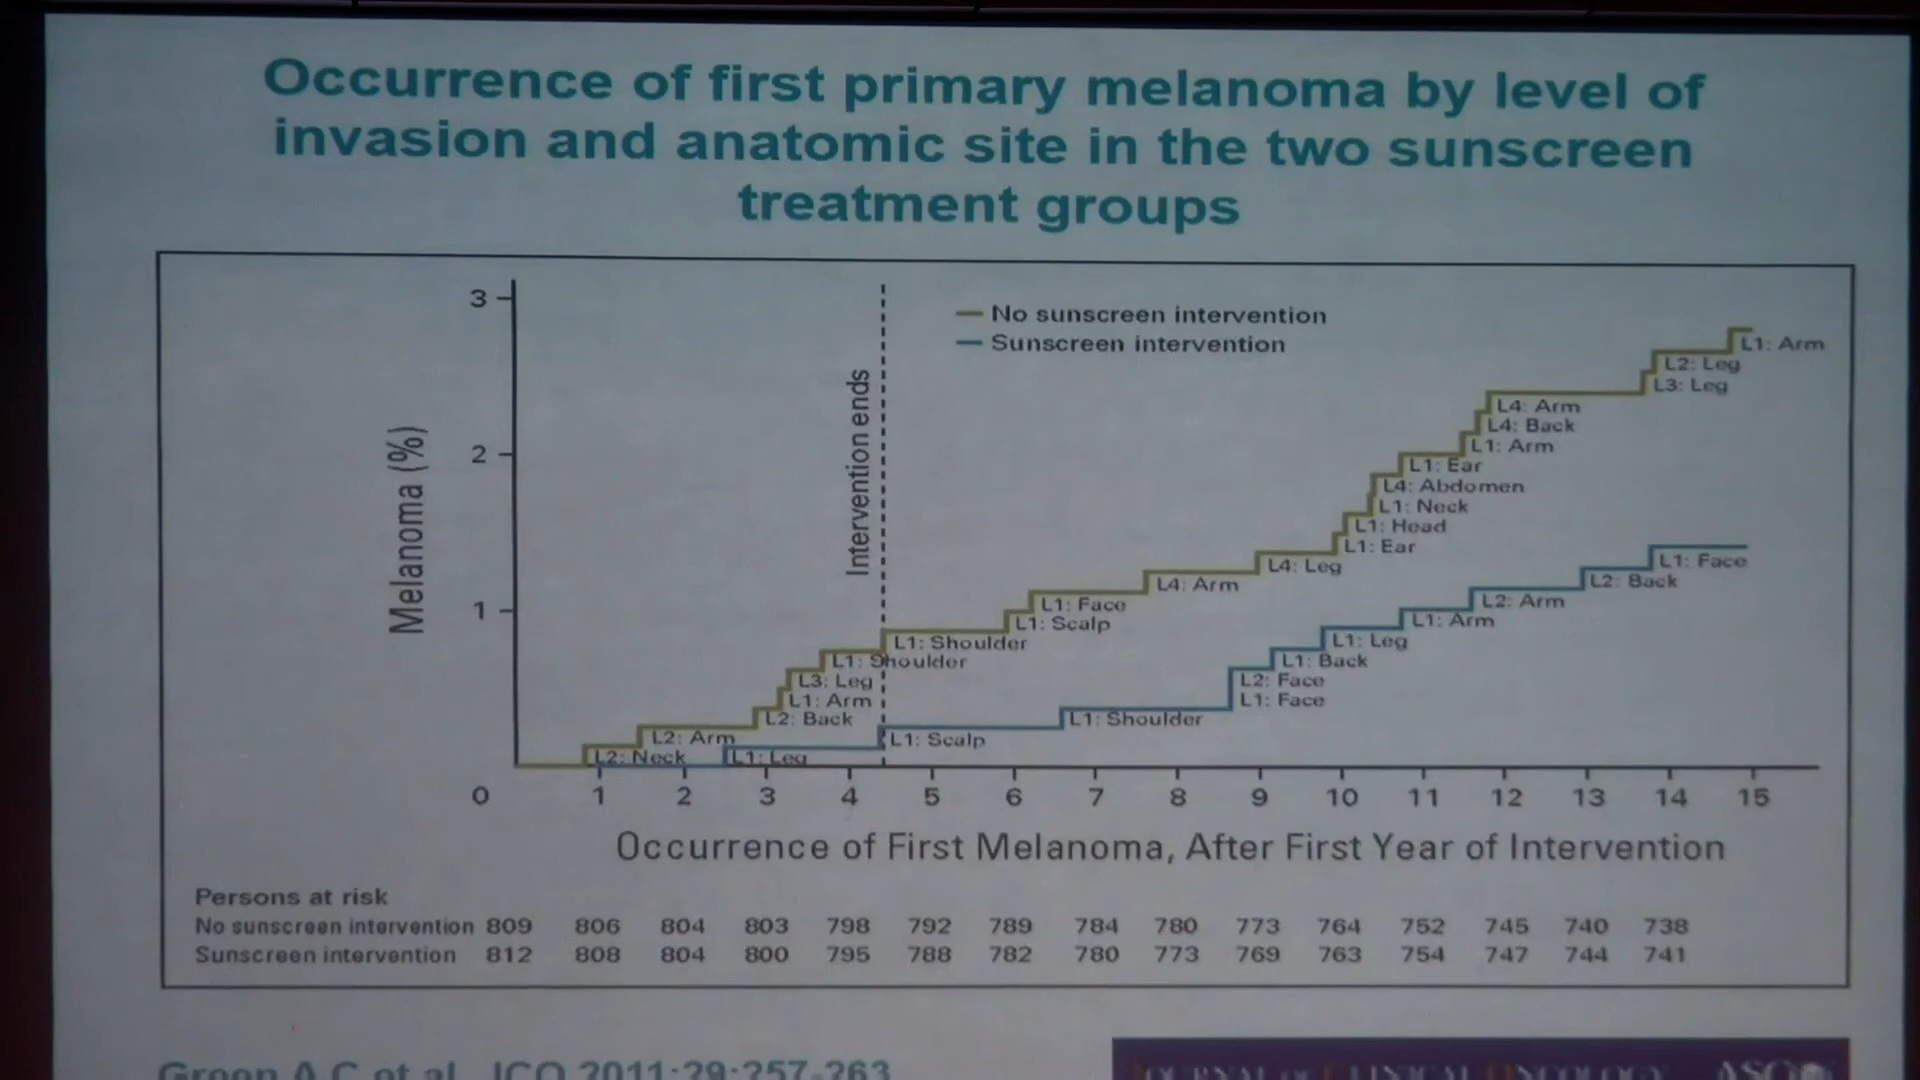 Occurrence of first primary melanoma by level of
invasion and anatomic site in the two sunscreen
treatment groups
3
2
1
0
Melanoma (%)
Intervention ends
No sunscreen intervention
Sunscreen intervention
L1: Arm
L2: Leg
L3: Leg
L4: Arm
L4: Back
L1: Arm
L1: Ear
L4: Abdomen
L1: Neck
L1: Head
L1: Ear
L4: Leg
L4: Arm
L1: Face
L1: Scalp
L1: Shoulder
L1: Shoulder
L3: Leg
L1: Arm
L2: Back
L2: Arm
L2: Neck
L1: Face
L2: Back
L2: Arm
L1: Arm
L1: Leg
L1: Back
L2: Face
L1: Face
L1: Shoulder
L1: Scalp
L1: Leg
1 2 3 4 5 6 7 8 9 10 11 12 13 14 15
Occurrence of First Melanoma, After First Year of Intervention
Persons at risk
No sunscreen intervention 809 806 804 803 798 792 789 784 780 773 764 752 745 740 738
Sunscreen intervention 812 808 804 800 795 788 782 780 773 769 763 754 747 744 741
Green A C et al. JCO 2011;29:257-263
JOURNAL OF CLINICAL ONCOLOGY ASCO